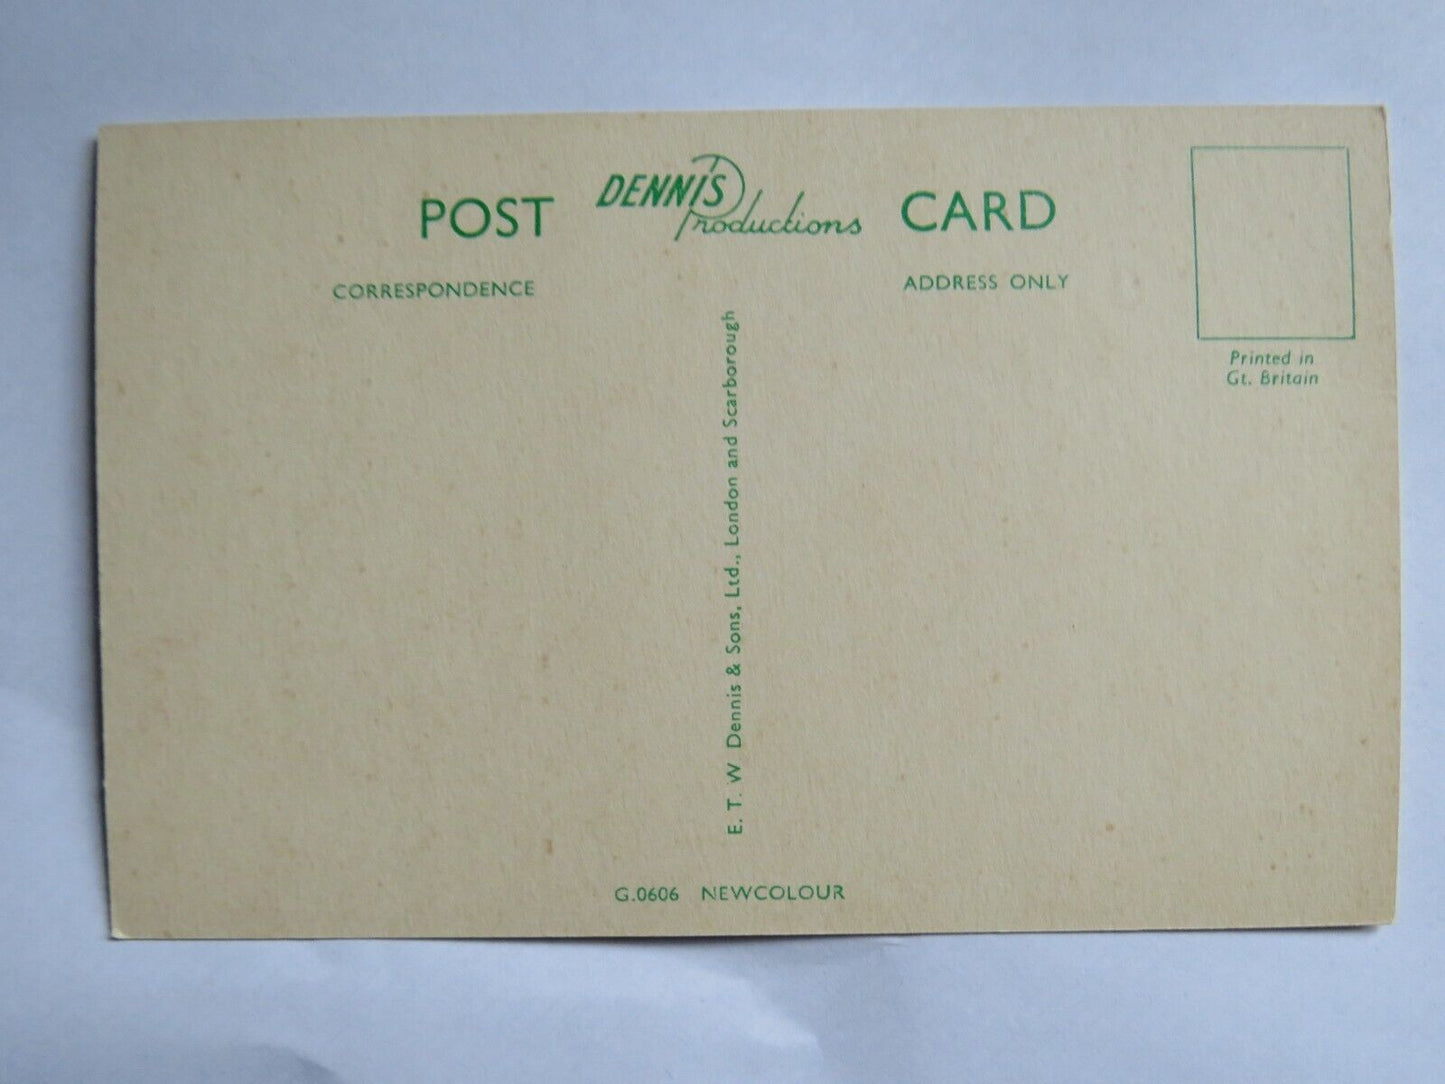 POST DENNIS Productions CARD
CORRESPONDENCE
ADDRESS ONLY
Printed in
Gt. Britain
E. T. W Dennis & Sons, Ltd., London and Scarborough
G.0606 NEWCOLOUR